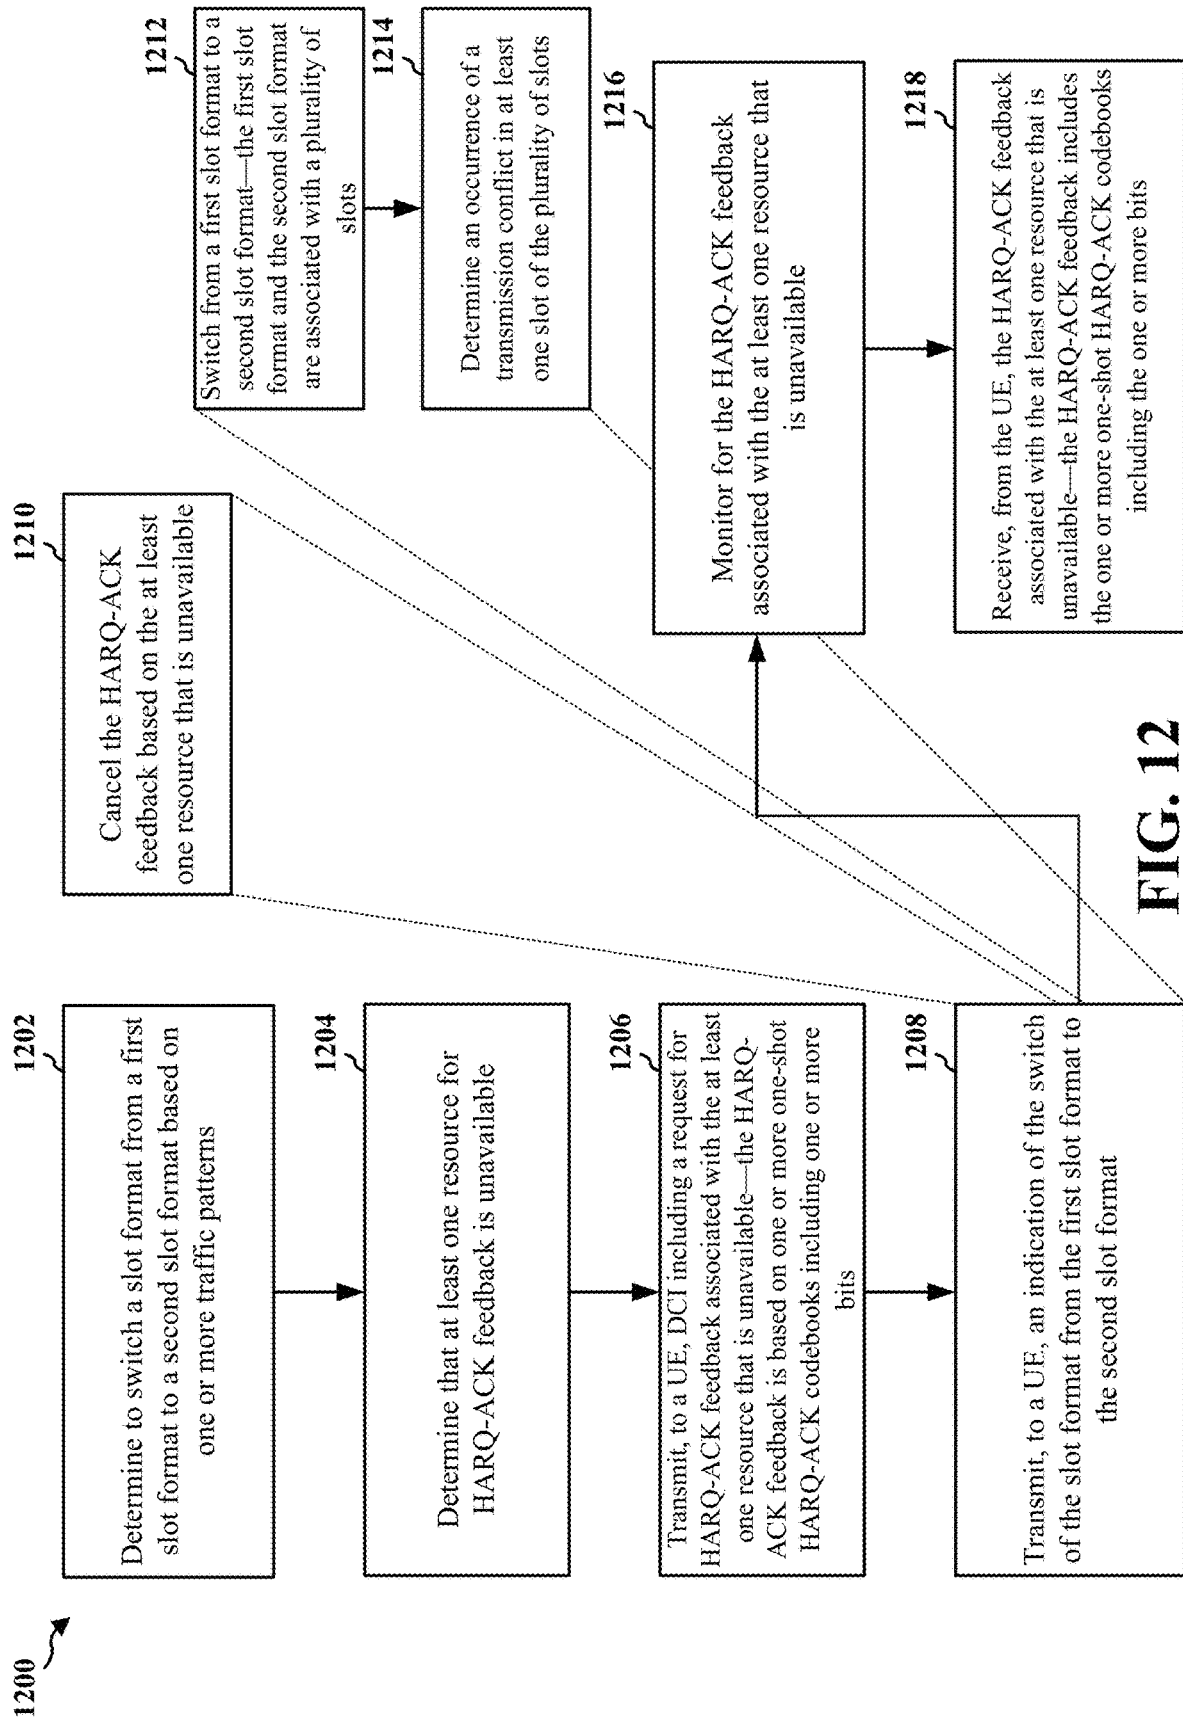 1200
1202
Determine to switch a slot format from a first
slot format to a second slot format based on
one or more traffic patterns
1204
Determine that at least one resource for
HARQ-ACK feedback is unavailable
1206
Transmit, to a UE, DCI including a request for
HARQ-ACK feedback associated with the at least
one resource that is unavailable—the HARQ-
ACK feedback is based on one or more one-shot
HARQ-ACK codebooks including one or more
bits
1208
Transmit, to a UE, an indication of the switch
of the slot format from the first slot format to
the second slot format
1210
Cancel the HARQ-ACK
feedback based on the at least
one resource that is unavailable
1212
Switch from a first slot format to a
second slot format—the first slot
format and the second slot format
are associated with a plurality of
slots
1214
Determine an occurrence of a
transmission conflict in at least
one slot of the plurality of slots
1216
Monitor for the HARQ-ACK feedback
associated with the at least one resource that
is unavailable
1218
Receive, from the UE, the HARQ-ACK feedback
associated with the at least one resource that is
unavailable—the HARQ-ACK feedback includes
the one or more one-shot HARQ-ACK codebooks
including the one or more bits
FIG. 12